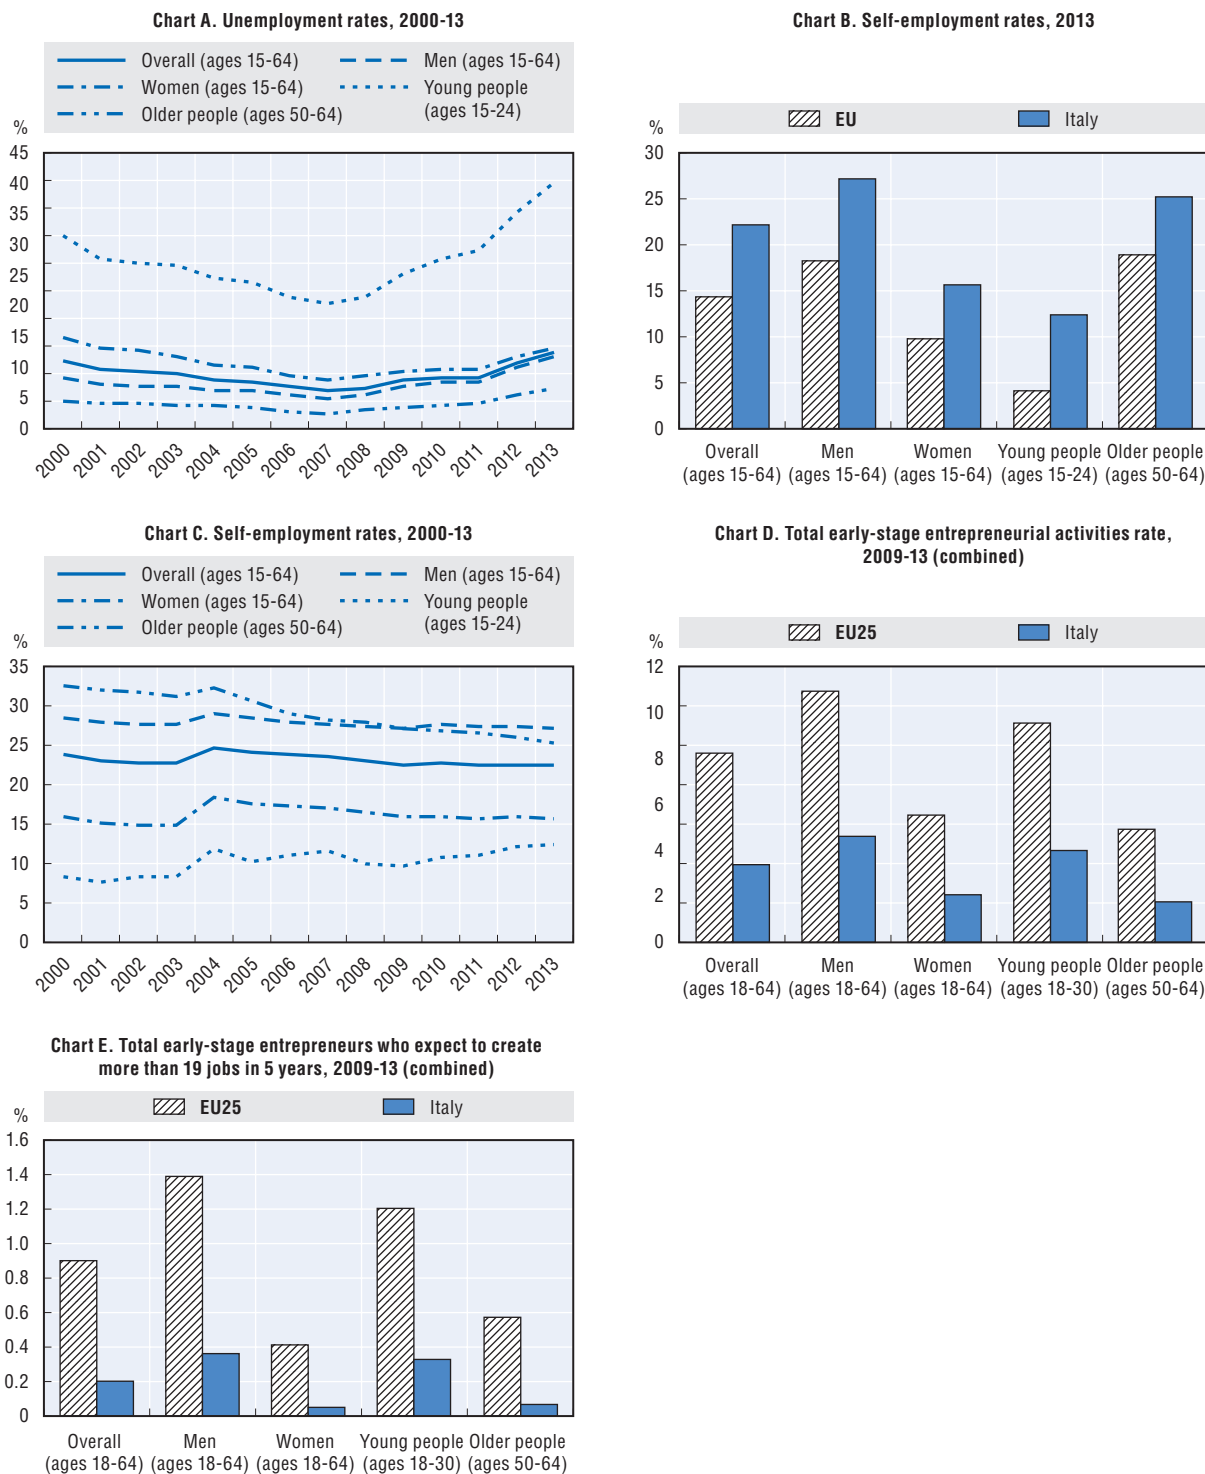 Chart A. Unemployment rates, 2000-13
Overall (ages 15-64)
Men (ages 15-64)
Women (ages 15-64)
Young people
(ages 15-24)
Older people (ages 50-64)
%
45
40
35
30
25
20
15
10
5
0
2000
2001
2002
2003
2004
2005
2006
2007
2008
2009
2010
2011
2012
2013
Chart B. Self-employment rates, 2013
EU
Italy
%
30
25
20
15
10
5
0
Overall
(ages 15-64)
Men
(ages 15-64)
Women
(ages 15-64)
Young people
(ages 15-24)
Older people
(ages 50-64)
Chart C. Self-employment rates, 2000-13
Overall (ages 15-64)
Men (ages 15-64)
Women (ages 15-64)
Young people
(ages 15-24)
Older people (ages 50-64)
%
35
30
25
20
15
10
5
0
2000
2001
2002
2003
2004
2005
2006
2007
2008
2009
2010
2011
2012
2013
Chart D. Total early-stage entrepreneurial activities rate,
2009-13 (combined)
EU25
Italy
%
12
10
8
6
4
2
0
Overall
(ages 18-64)
Men
(ages 18-64)
Women
(ages 18-64)
Young people
(ages 18-30)
Older people
(ages 50-64)
Chart E. Total early-stage entrepreneurs who expect to create
more than 19 jobs in 5 years, 2009-13 (combined)
EU25
Italy
%
1.6
1.4
1.2
1.0
0.8
0.6
0.4
0.2
0
Overall
(ages 18-64)
Men
(ages 18-64)
Women
(ages 18-64)
Young people
(ages 18-30)
Older people
(ages 50-64)